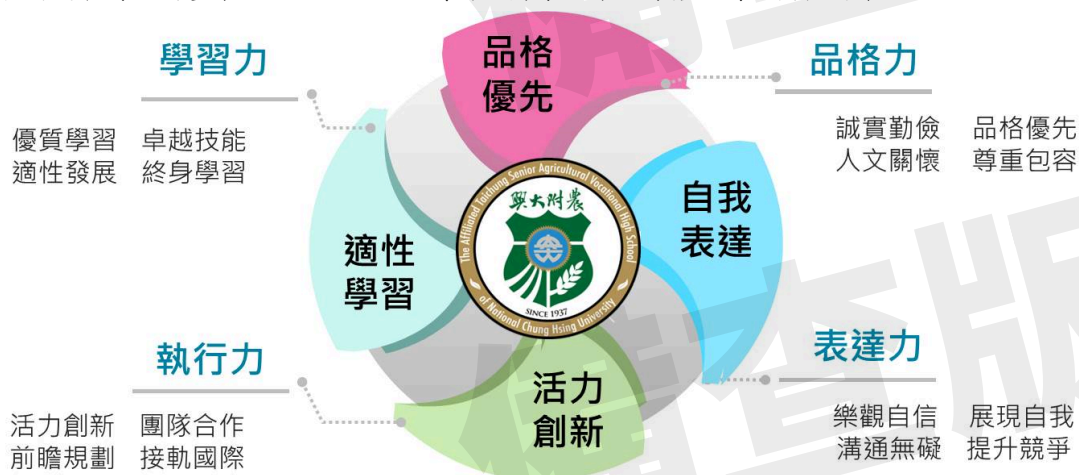 學習力
優質學習 卓越技能
適性發展 終身學習
品格
優先
品格力
誠實勤儉 品格優先
人文關懷 尊重包容
適性
學習
The Affiliated Taichung Senior Agricultural Vocational High School
興大附農
SINCE 1937
of National Chung Hsing University
自我
表達
執行力
活力創新 團隊合作
前瞻規劃 接軌國際
活力
創新
表達力
樂觀自信 展現自我
溝通無礙 提升競爭
備查版